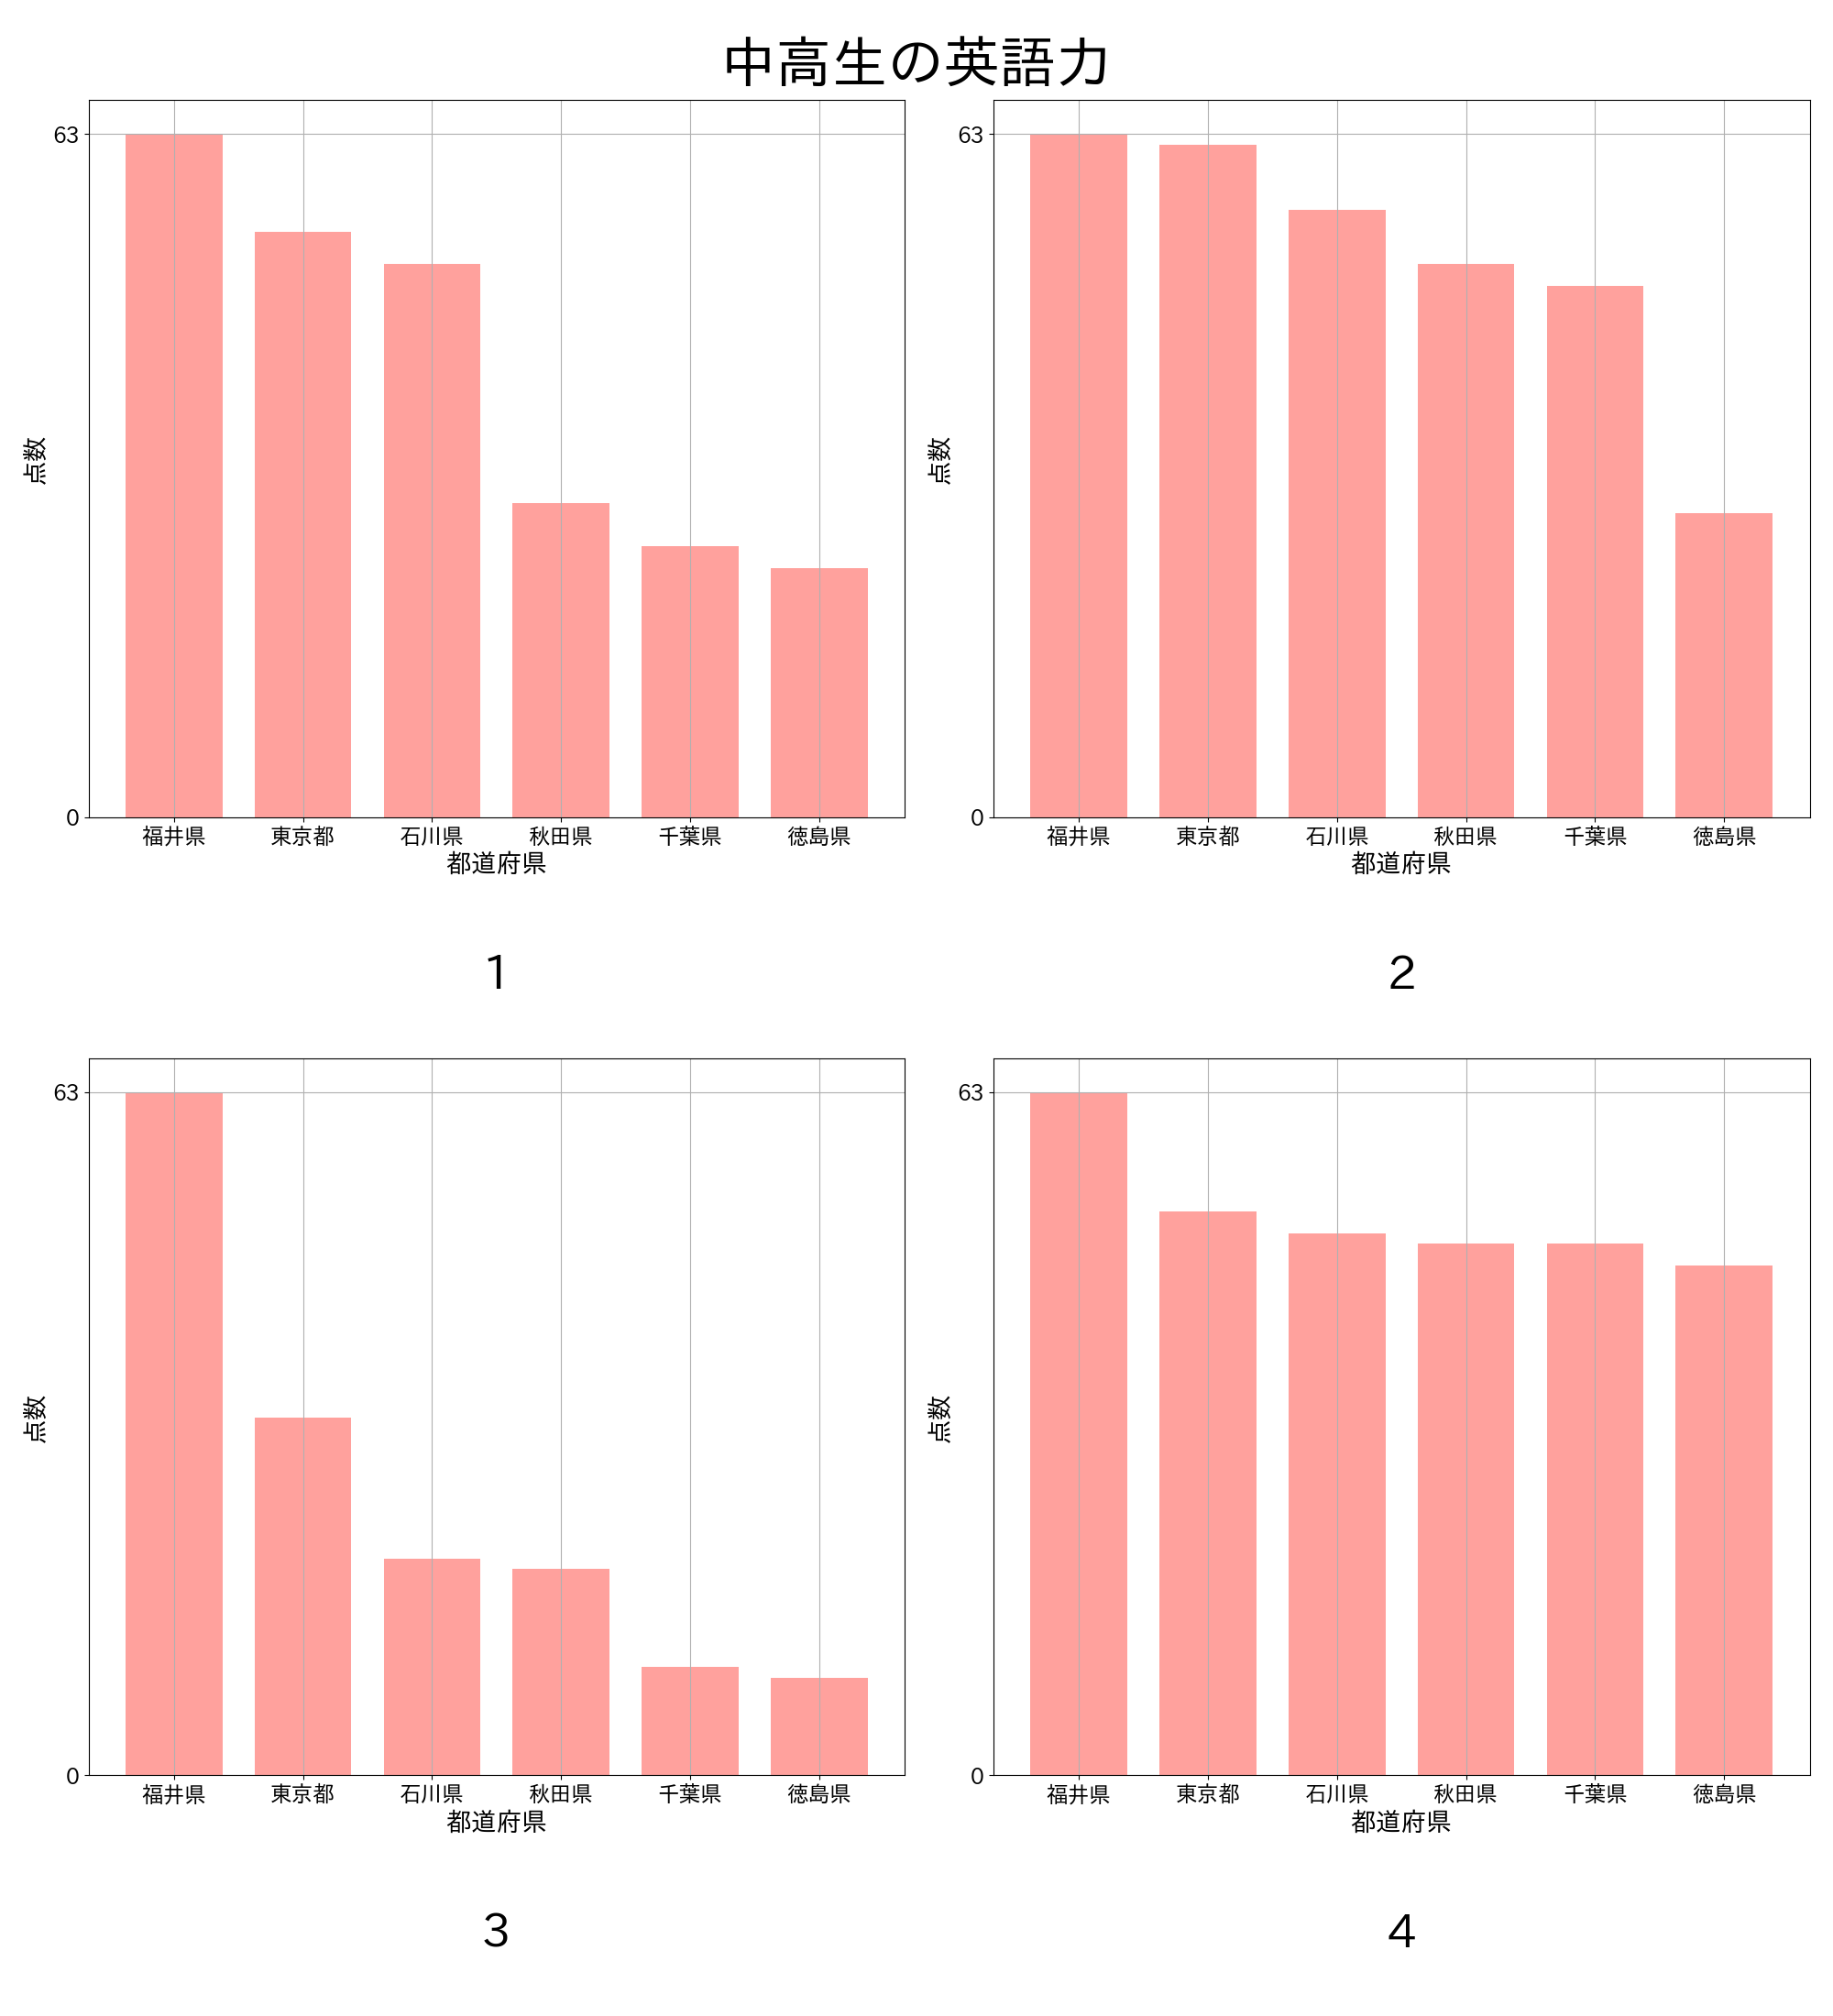 中高生の英語力
63
0
点数
福井県 東京都 石川県 秋田県 千葉県 徳島県
都道府県
1
63
0
点数
福井県 東京都 石川県 秋田県 千葉県 徳島県
都道府県
2
63
0
点数
福井県 東京都 石川県 秋田県 千葉県 徳島県
都道府県
3
63
0
点数
福井県 東京都 石川県 秋田県 千葉県 徳島県
都道府県
4